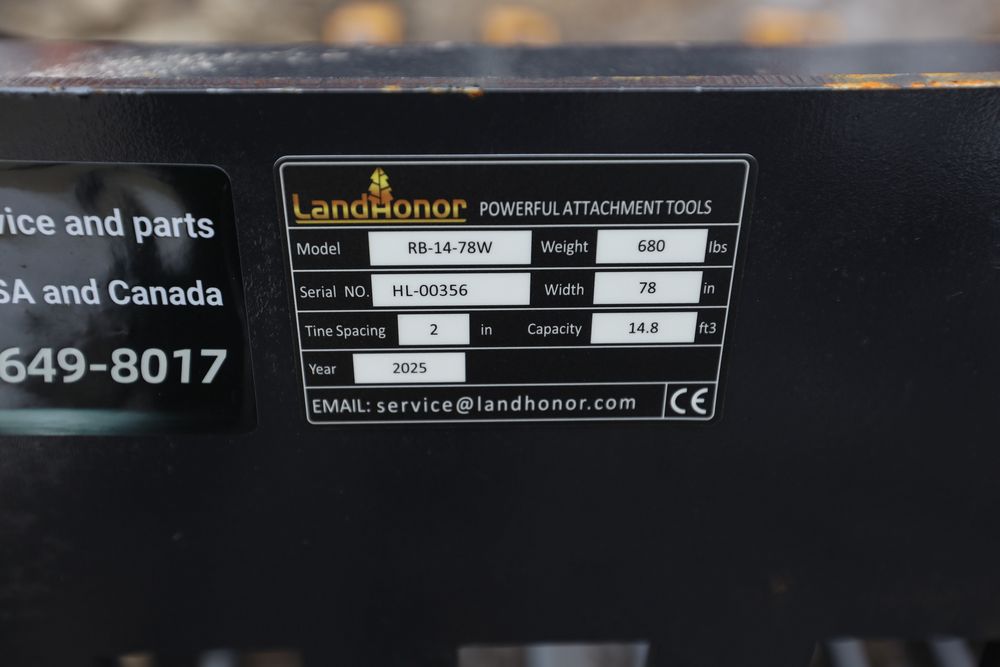 vice and parts
SA and Canada
649-8017
LandHonor POWERFUL ATTACHMENT TOOLS
Model RB-14-78W Weight 680 lbs
Serial NO. HL-00356 Width 78 in
Tine Spacing 2 in Capacity 14.8 ft3
Year 2025
EMAIL: service@landhonor.com CE